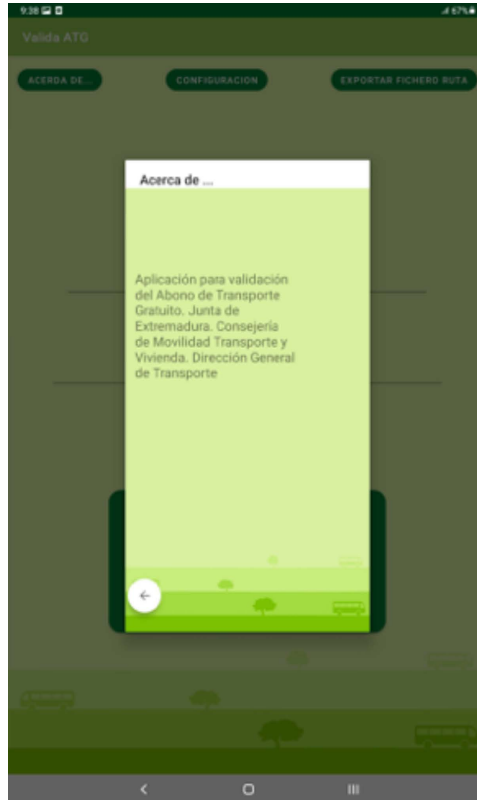 9:38
67%
Valida ATG
ACERDA DE...
CONFIGURACION
EXPORTAR FICHERO RUTA
Acerca de ...
Aplicación para validación
del Abono de Transporte
Gratuito. Junta de
Extremadura. Consejería
de Movilidad Transporte y
Vivienda. Dirección General
de Transporte